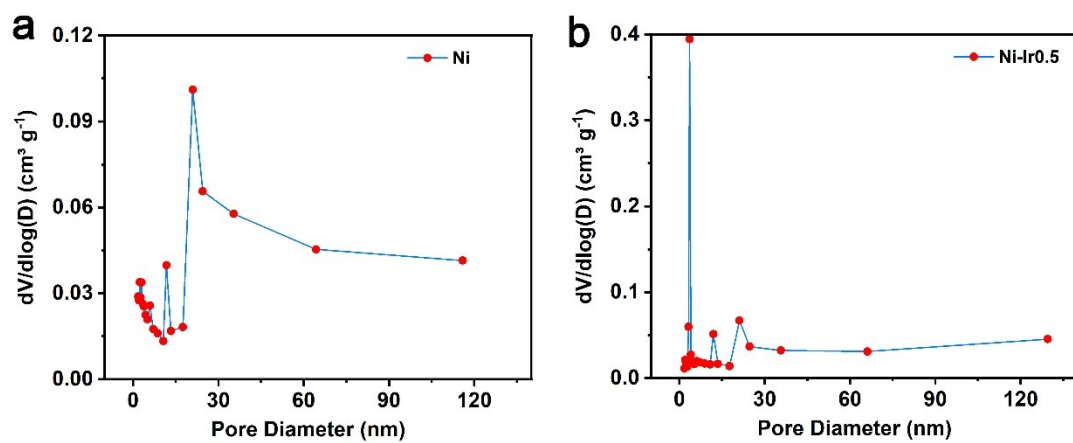 a
Ni
0.12
0.09
0.06
0.03
0.00
dV/dlog(D) (cm³ g⁻¹)
0 30 60 90 120
Pore Diameter (nm)
b
Ni-Ir0.5
0.4
0.3
0.2
0.1
0.0
dV/dlog(D) (cm³ g⁻¹)
0 30 60 90 120
Pore Diameter (nm)